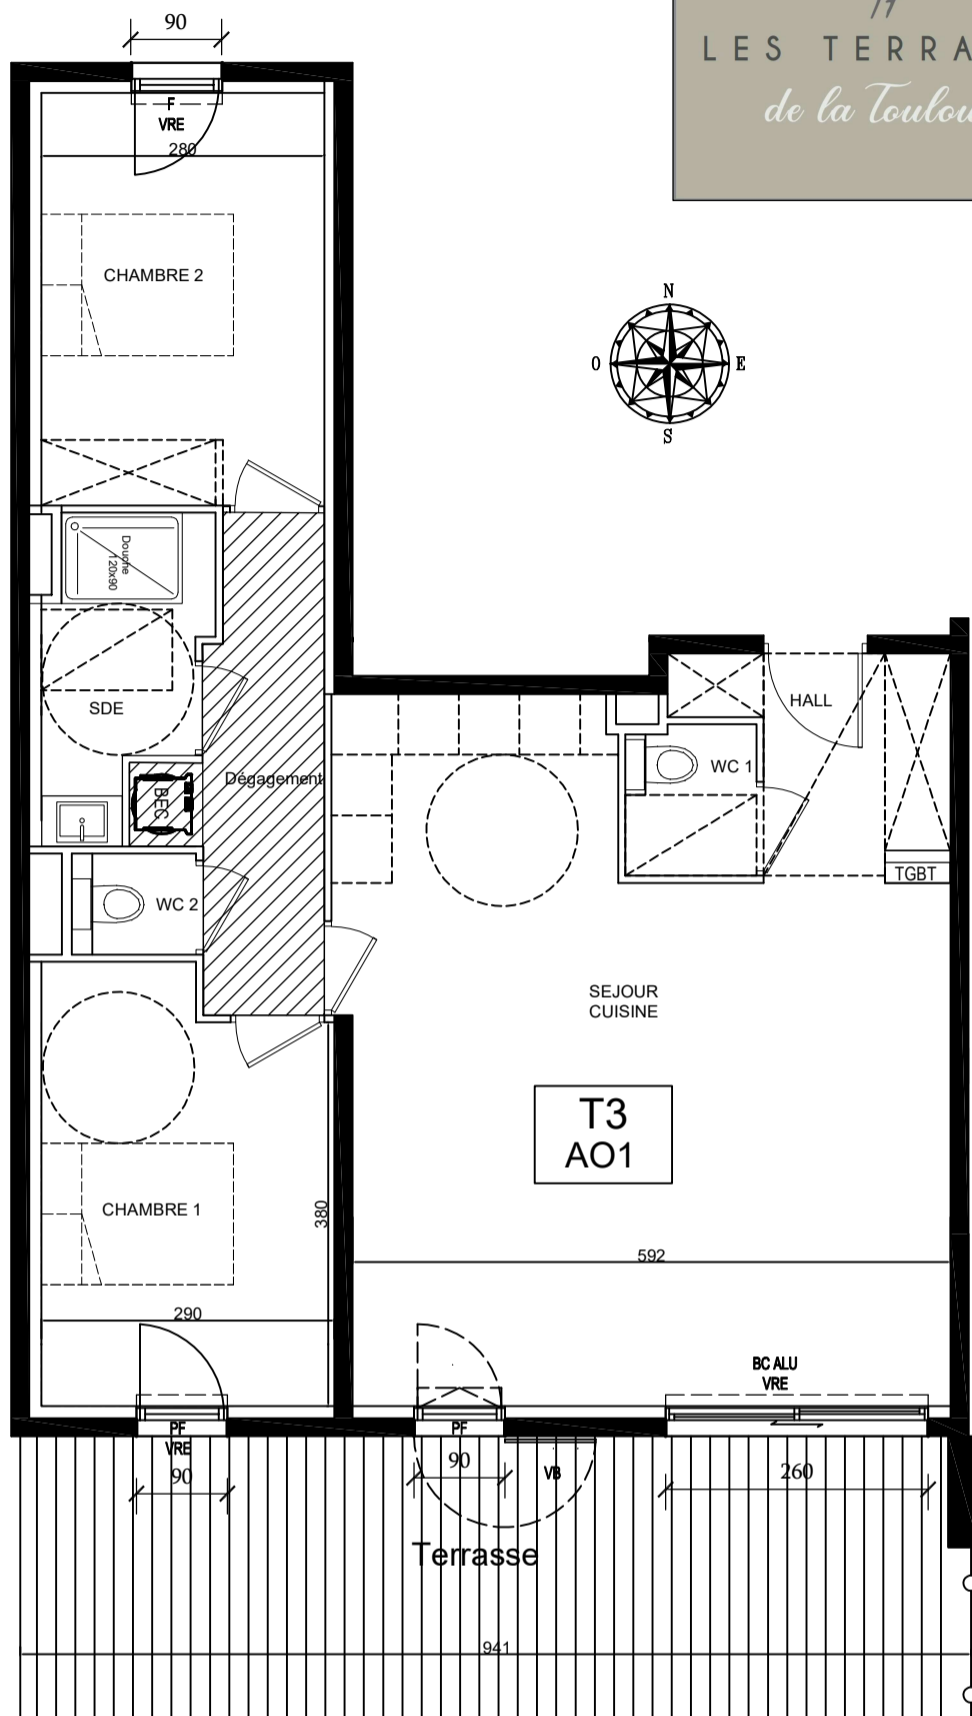 90
LES TERRA
de la Toulou
F
VRE
280
CHAMBRE 2
N
O
E
S
Douche
120x90
SDE
HALL
WC 1
Dégagement
BEC
TGBT
WC 2
SEJOUR
CUISINE
T3
AO1
CHAMBRE 1
380
592
290
BC ALU
VRE
PF
VRE
90
PF
90
VB
260
Terrasse
941